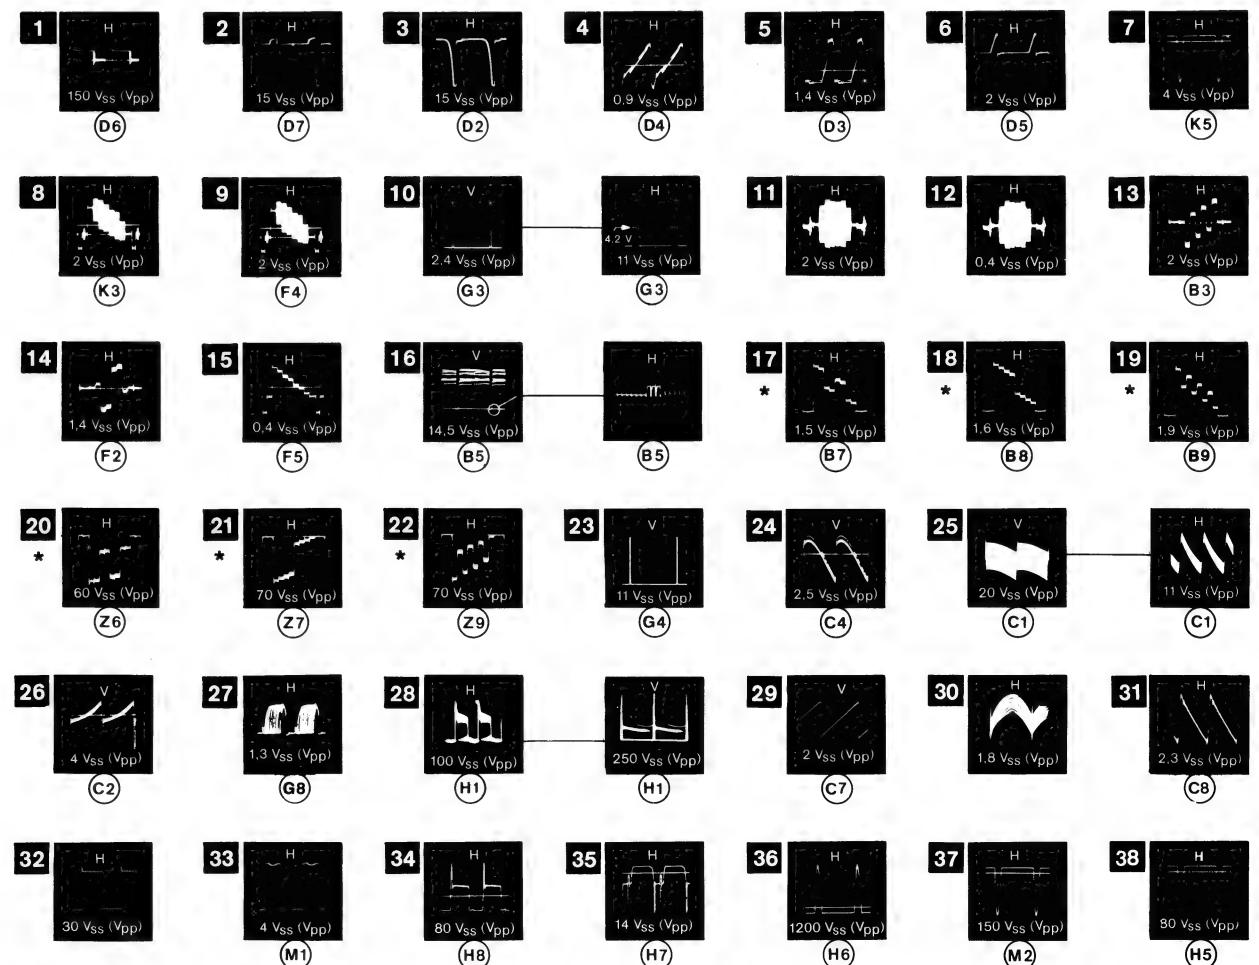 1 2 3 4 5 6 7
H H H H H H H
150 Vss (Vpp) 15 Vss (Vpp) 15 Vss (Vpp) 0,9 Vss (Vpp) 1,4 Vss (Vpp) 2 Vss (Vpp) 4 Vss (Vpp)
D6 D7 D2 D4 D3 D5 K5
8 9 10 11 12 13
H H V H H H H
4.2 V
2 Vss (Vpp) 2 Vss (Vpp) 2,4 Vss (Vpp) 11 Vss (Vpp) 2 Vss (Vpp) 0,4 Vss (Vpp) 2 Vss (Vpp)
K3 F4 G3 G3 B3
14 15 16 17 18 19
H H V H H H H
* * *
1,4 Vss (Vpp) 0,4 Vss (Vpp) 14,5 Vss (Vpp) 1,5 Vss (Vpp) 1,6 Vss (Vpp) 1,9 Vss (Vpp)
F2 F5 B5 B5 B7 B8 B9
20 21 22 23 24 25
H H H V V V H
* * *
60 Vss (Vpp) 70 Vss (Vpp) 70 Vss (Vpp) 11 Vss (Vpp) 2,5 Vss (Vpp) 20 Vss (Vpp) 11 Vss (Vpp)
Z6 Z7 Z9 G4 C4 C1 C1
26 27 28 29 30 31
V H H V V H H
4 Vss (Vpp) 1,3 Vss (Vpp) 100 Vss (Vpp) 250 Vss (Vpp) 2 Vss (Vpp) 1,8 Vss (Vpp) 2,3 Vss (Vpp)
C2 G8 H1 H1 C7 C8
32 33 34 35 36 37 38
H H H H H H H
30 Vss (Vpp) 4 Vss (Vpp) 80 Vss (Vpp) 14 Vss (Vpp) 1200 Vss (Vpp) 150 Vss (Vpp) 80 Vss (Vpp)
M1 H8 H7 H6 M2 H5